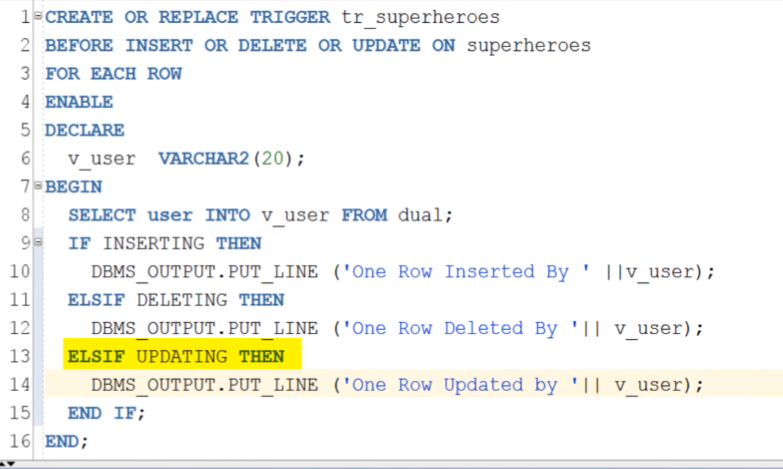 1 CREATE OR REPLACE TRIGGER tr_superheroes
2 BEFORE INSERT OR DELETE OR UPDATE ON superheroes
3 FOR EACH ROW
4 ENABLE
5 DECLARE
6   v_user  VARCHAR2(20);
7 BEGIN
8   SELECT user INTO v_user FROM dual;
9   IF INSERTING THEN
10     DBMS_OUTPUT.PUT_LINE ('One Row Inserted By ' ||v_user);
11   ELSIF DELETING THEN
12     DBMS_OUTPUT.PUT_LINE ('One Row Deleted By '|| v_user);
13   ELSIF UPDATING THEN
14     DBMS_OUTPUT.PUT_LINE ('One Row Updated by '|| v_user);
15   END IF;
16 END;